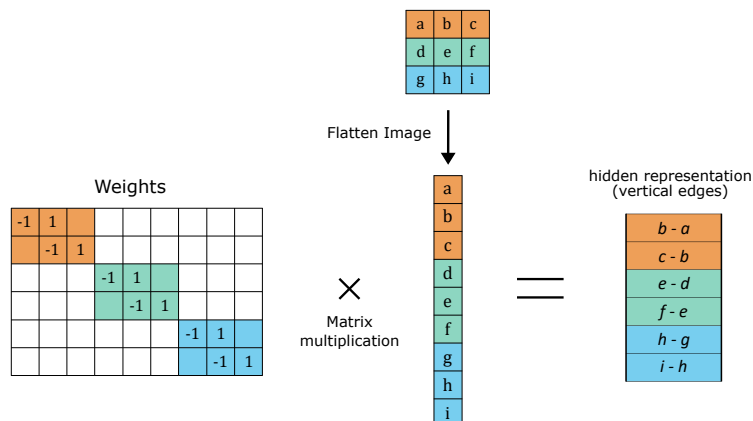 a b c
d e f
g h i
Flatten Image
Weights
-1 1
-1 1
-1 1
-1 1
-1 1
-1 1
Matrix
multiplication
a
b
c
d
e
f
g
h
i
hidden representation
(vertical edges)
b - a
c - b
e - d
f - e
h - g
i - h